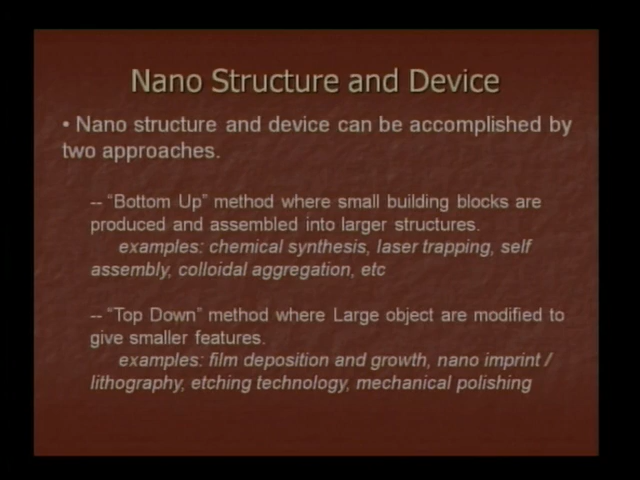 Nano Structure and Device
• Nano structure and device can be accomplished by
two approaches.
-- “Bottom Up” method where small building blocks are
produced and assembled into larger structures.
examples: chemical synthesis, laser trapping, self
assembly, colloidal aggregation, etc
-- “Top Down” method where Large object are modified to
give smaller features.
examples: film deposition and growth, nano imprint /
lithography, etching technology, mechanical polishing